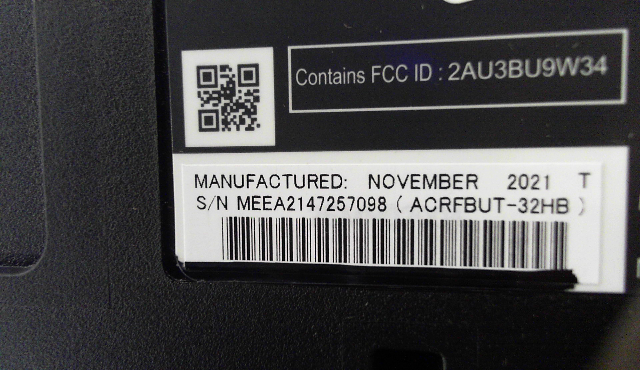 Contains FCC ID : 2AU3BU9W34
MANUFACTURED: NOVEMBER 2021 T
S/N MEEA2147257098 ( ACRFBUT-32HB )